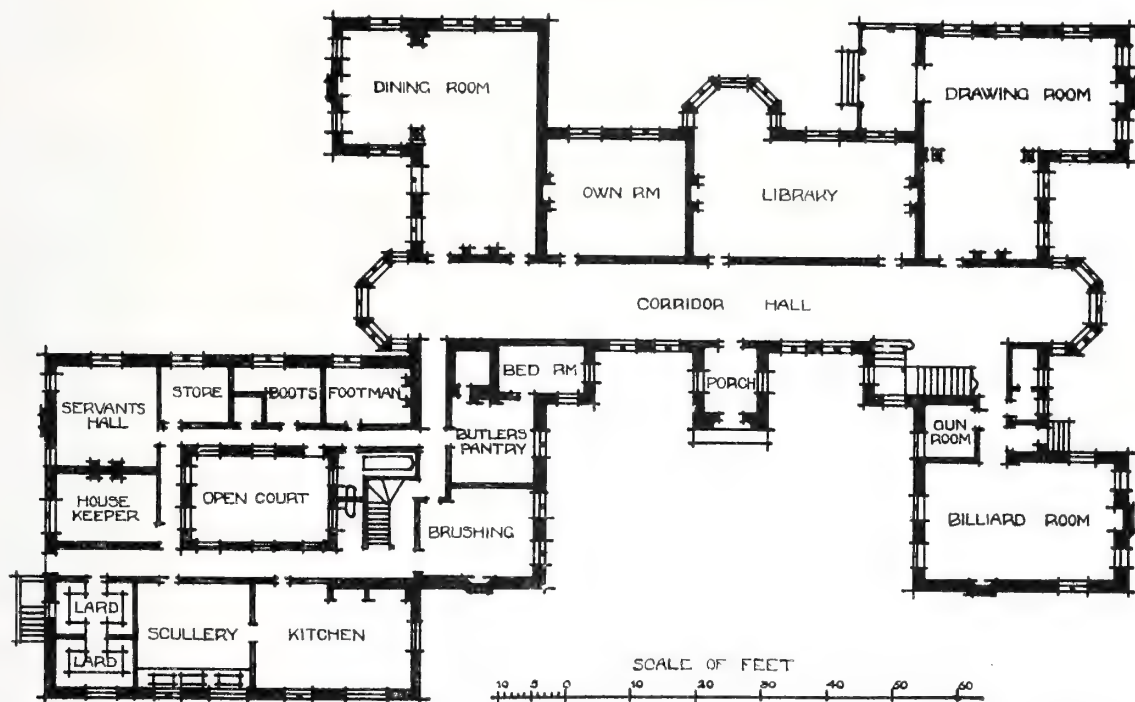 DINING ROOM
DRAWING ROOM
OWN RM
LIBRARY
CORRIDOR HALL
STORE
BOOTS
FOOTMAN
BED RM
PORCH
SERVANTS
HALL
BUTLERS
PANTRY
GUN
ROOM
HOUSE
KEEPER
OPEN COURT
BRUSHING
BILLIARD ROOM
LARD
SCULLERY
KITCHEN
LARD
SCALE OF FEET
10 5 0 10 20 30 40 50 60